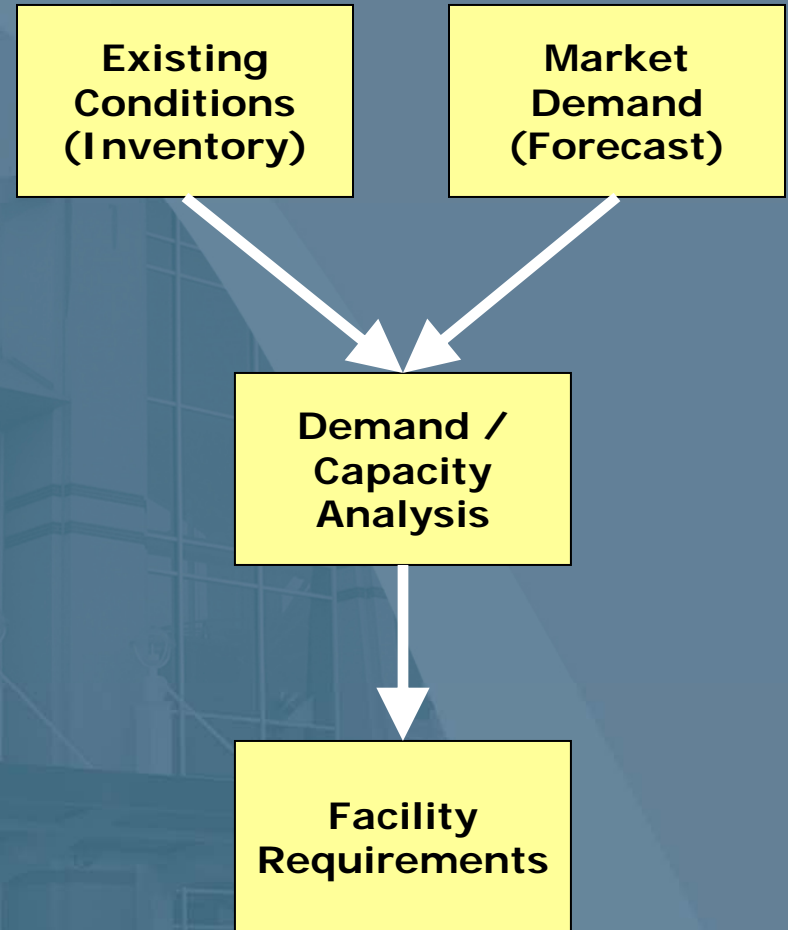 Existing
Conditions
(Inventory)
Market
Demand
(Forecast)
Demand /
Capacity
Analysis
Facility
Requirements